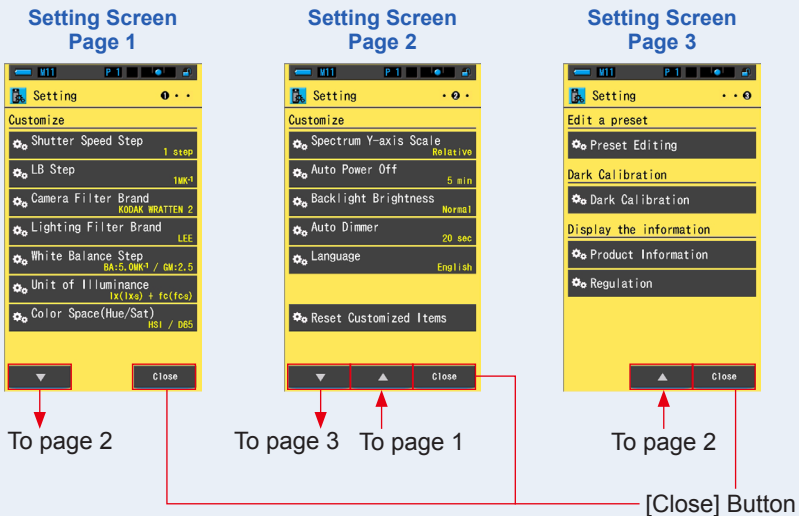 Setting Screen
Page 1
M11 P 1
Setting ❶ · ·
Customize
Shutter Speed Step
1 step
LB Step
1MK⁻¹
Camera Filter Brand
KODAK WRATTEN 2
Lighting Filter Brand
LEE
White Balance Step
BA:5.0MK⁻¹ / GM:2.5
Unit of Illuminance
lx(lxs) + fc(fcs)
Color Space(Hue/Sat)
HSI / D65
▼ Close
To page 2
Setting Screen
Page 2
M11 P 1
Setting · ❷ ·
Customize
Spectrum Y-axis Scale
Relative
Auto Power Off
5 min
Backlight Brightness
Normal
Auto Dimmer
20 sec
Language
English
Reset Customized Items
▼ ▲ Close
To page 3 To page 1
Setting Screen
Page 3
M11 P 1
Setting · · ❸
Edit a preset
Preset Editing
Dark Calibration
Dark Calibration
Display the information
Product Information
Regulation
▲ Close
To page 2
[Close] Button